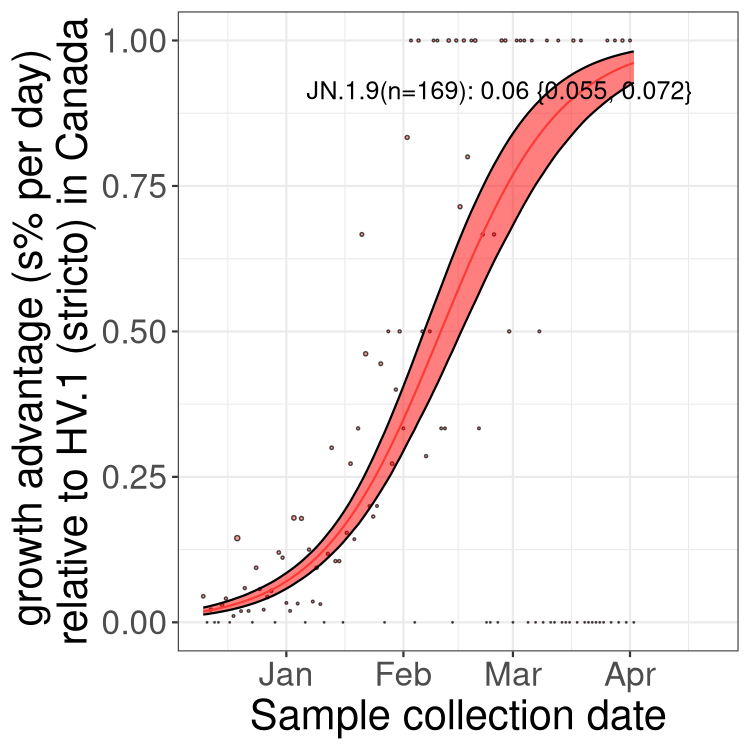 growth advantage (s% per day)
relative to HV.1 (stricto) in Canada
1.00
0.75
0.50
0.25
0.00
JN.1.9(n=169): 0.06 {0.055, 0.072}
Jan Feb Mar Apr
Sample collection date